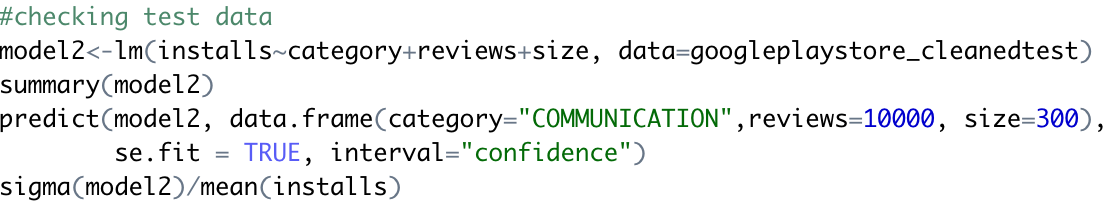 #checking test data
model2<-lm(installs~category+reviews+size, data=googleplaystore_cleanedtest)
summary(model2)
predict(model2, data.frame(category="COMMUNICATION",reviews=10000, size=300),
        se.fit = TRUE, interval="confidence")
sigma(model2)/mean(installs)